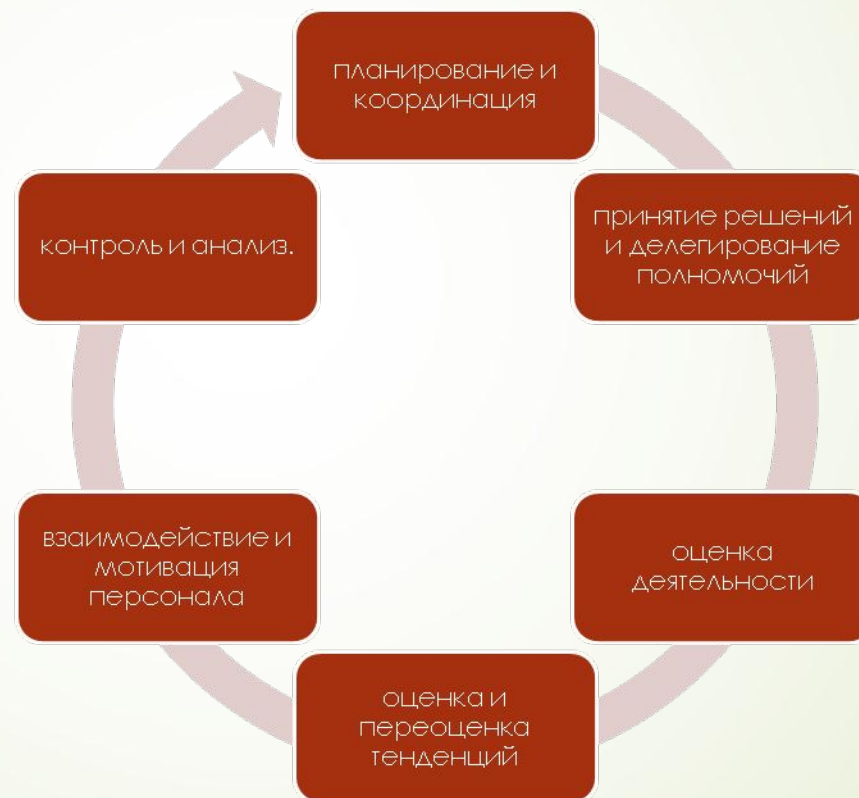 планирование и
координация
принятие решений
и делегирование
полномочий
оценка
деятельности
оценка и
переоценка
тенденций
взаимодействие и
мотивация
персонала
контроль и анализ.